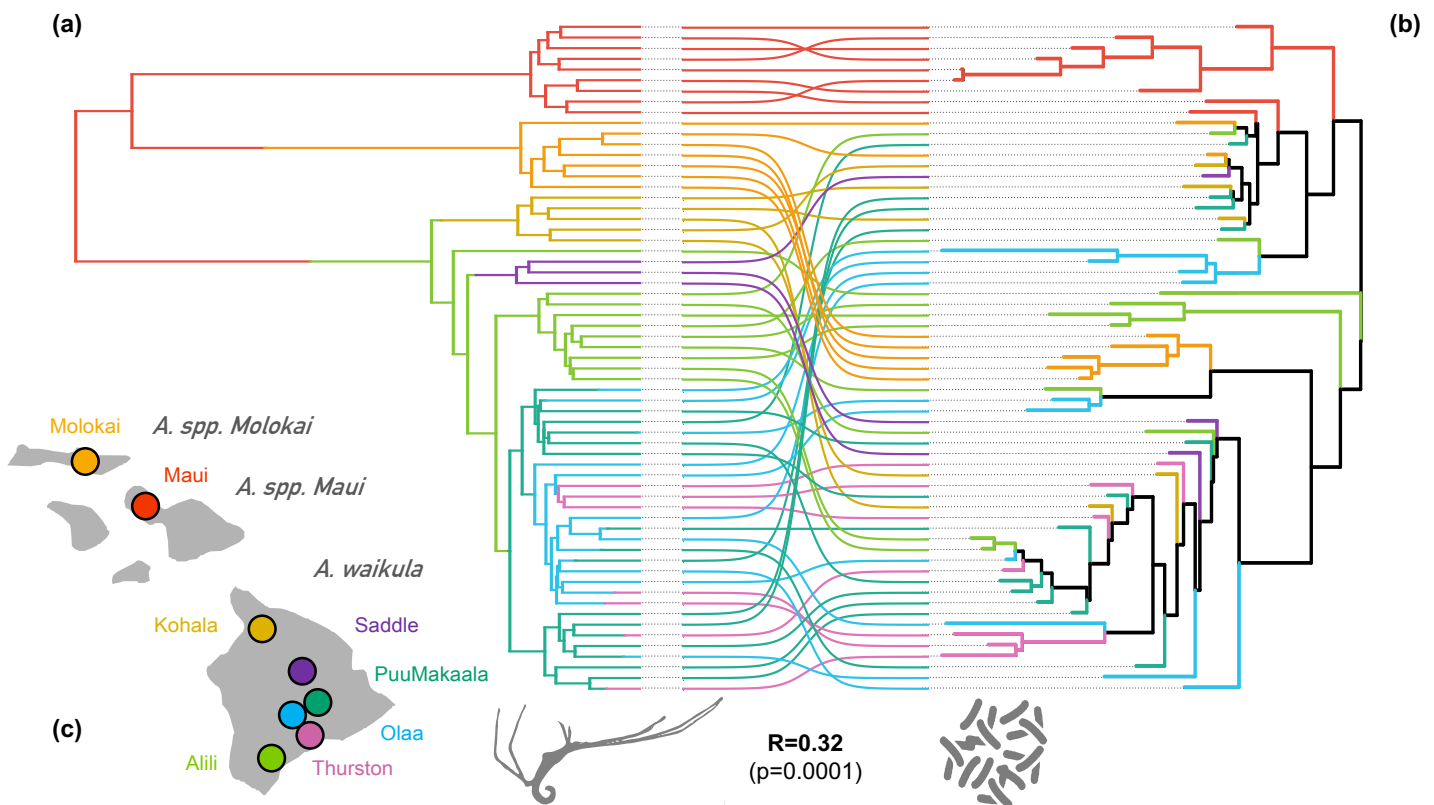 (a)
(b)
Molokai
A. spp. Molokai
Maui
A. spp. Maui
A. waikula
Kohala
Saddle
PuuMakaala
(c)
Olaa
Alili
Thurston
R=0.32
(p=0.0001)